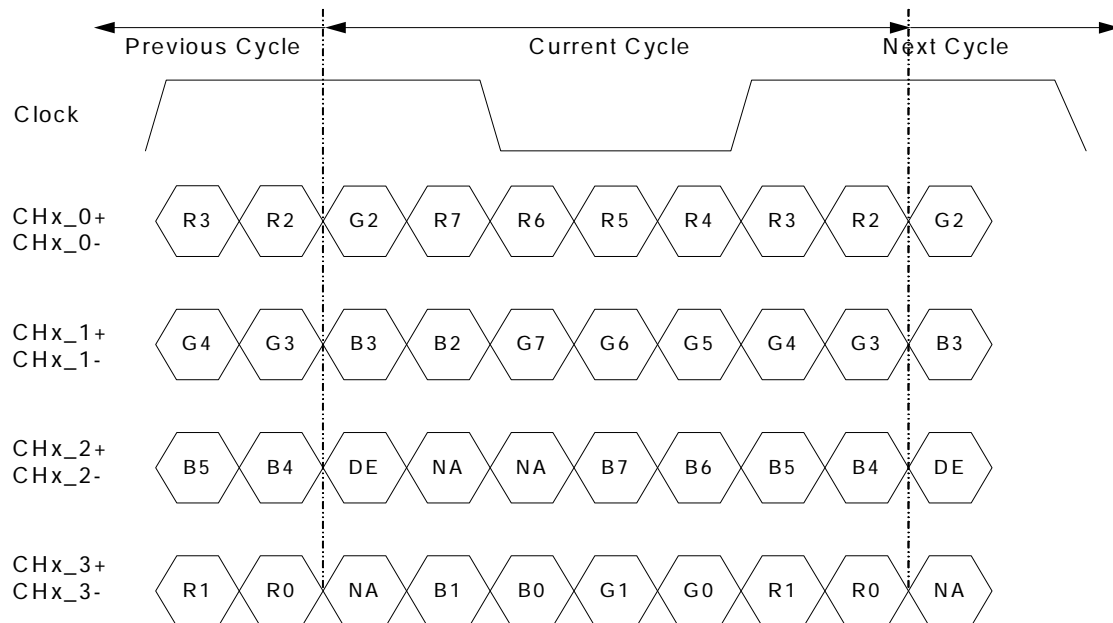 Previous Cycle Current Cycle Next Cycle
Clock
CHx_0+
CHx_0-
R3 R2 G2 R7 R6 R5 R4 R3 R2 G2
CHx_1+
CHx_1-
G4 G3 B3 B2 G7 G6 G5 G4 G3 B3
CHx_2+
CHx_2-
B5 B4 DE NA NA B7 B6 B5 B4 DE
CHx_3+
CHx_3-
R1 R0 NA B1 B0 G1 G0 R1 R0 NA